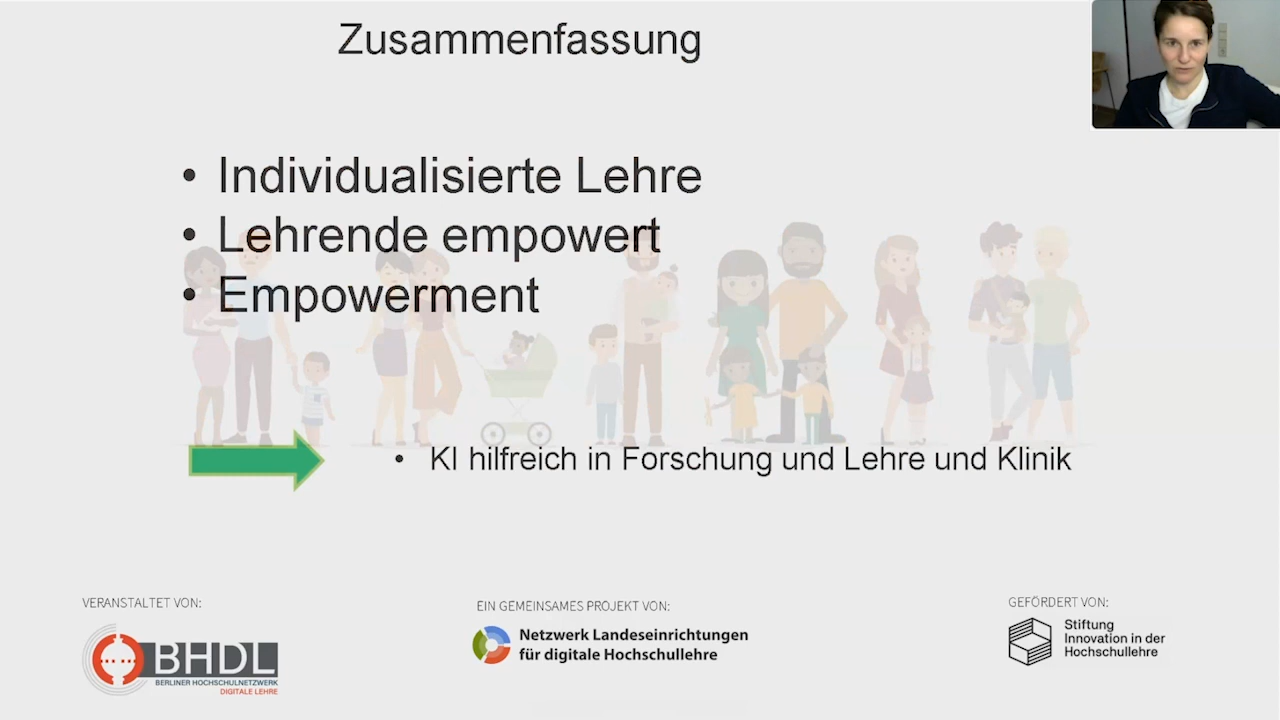 Zusammenfassung
• Individualisierte Lehre
• Lehrende empowert
• Empowerment
• KI hilfreich in Forschung und Lehre und Klinik
VERANSTALTET VON:
BHDL
BERLINER HOCHSCHULNETZWERK
DIGITALE LEHRE
EIN GEMEINSAMES PROJEKT VON:
Netzwerk Landeseinrichtungen
für digitale Hochschullehre
GEFÖRDERT VON:
Stiftung
Innovation in der
Hochschullehre